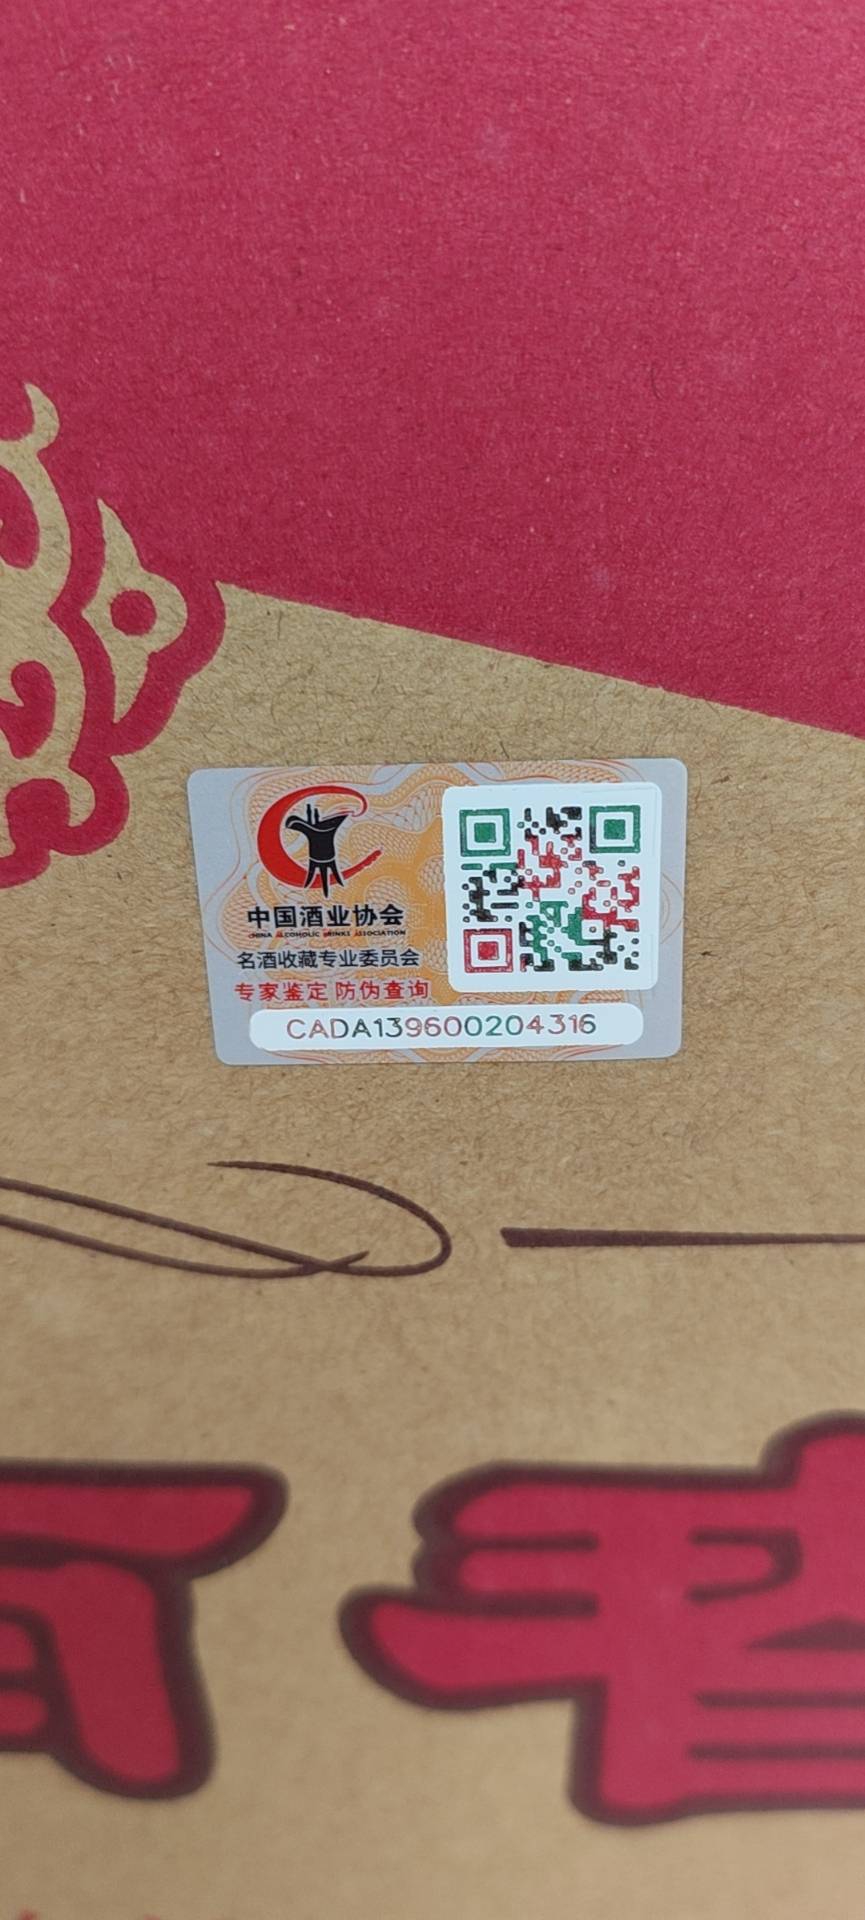 中国酒业协会
CHINA ALCOHOLIC DRINKS ASSOCIATION
名酒收藏专业委员会
专家鉴定 防伪查询
CADA139600204316